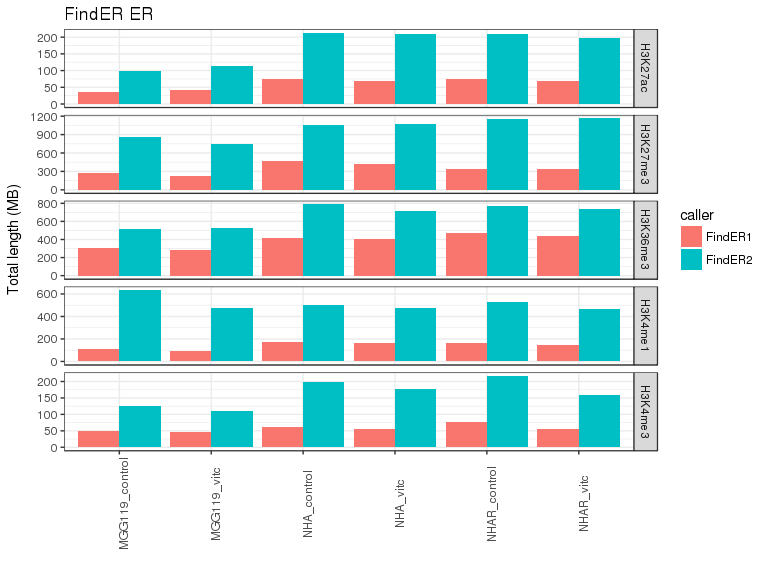 FindER ER
Total length (MB)
200
150
100
50
0
H3K27ac
1200
900
600
300
0
H3K27me3
800
600
400
200
0
H3K36me3
600
400
200
0
H3K4me1
200
150
100
50
0
H3K4me3
MGG119_control
MGG119_vitc
NHA_control
NHA_vitc
NHAR_control
NHAR_vitc
caller
FindER1
FindER2